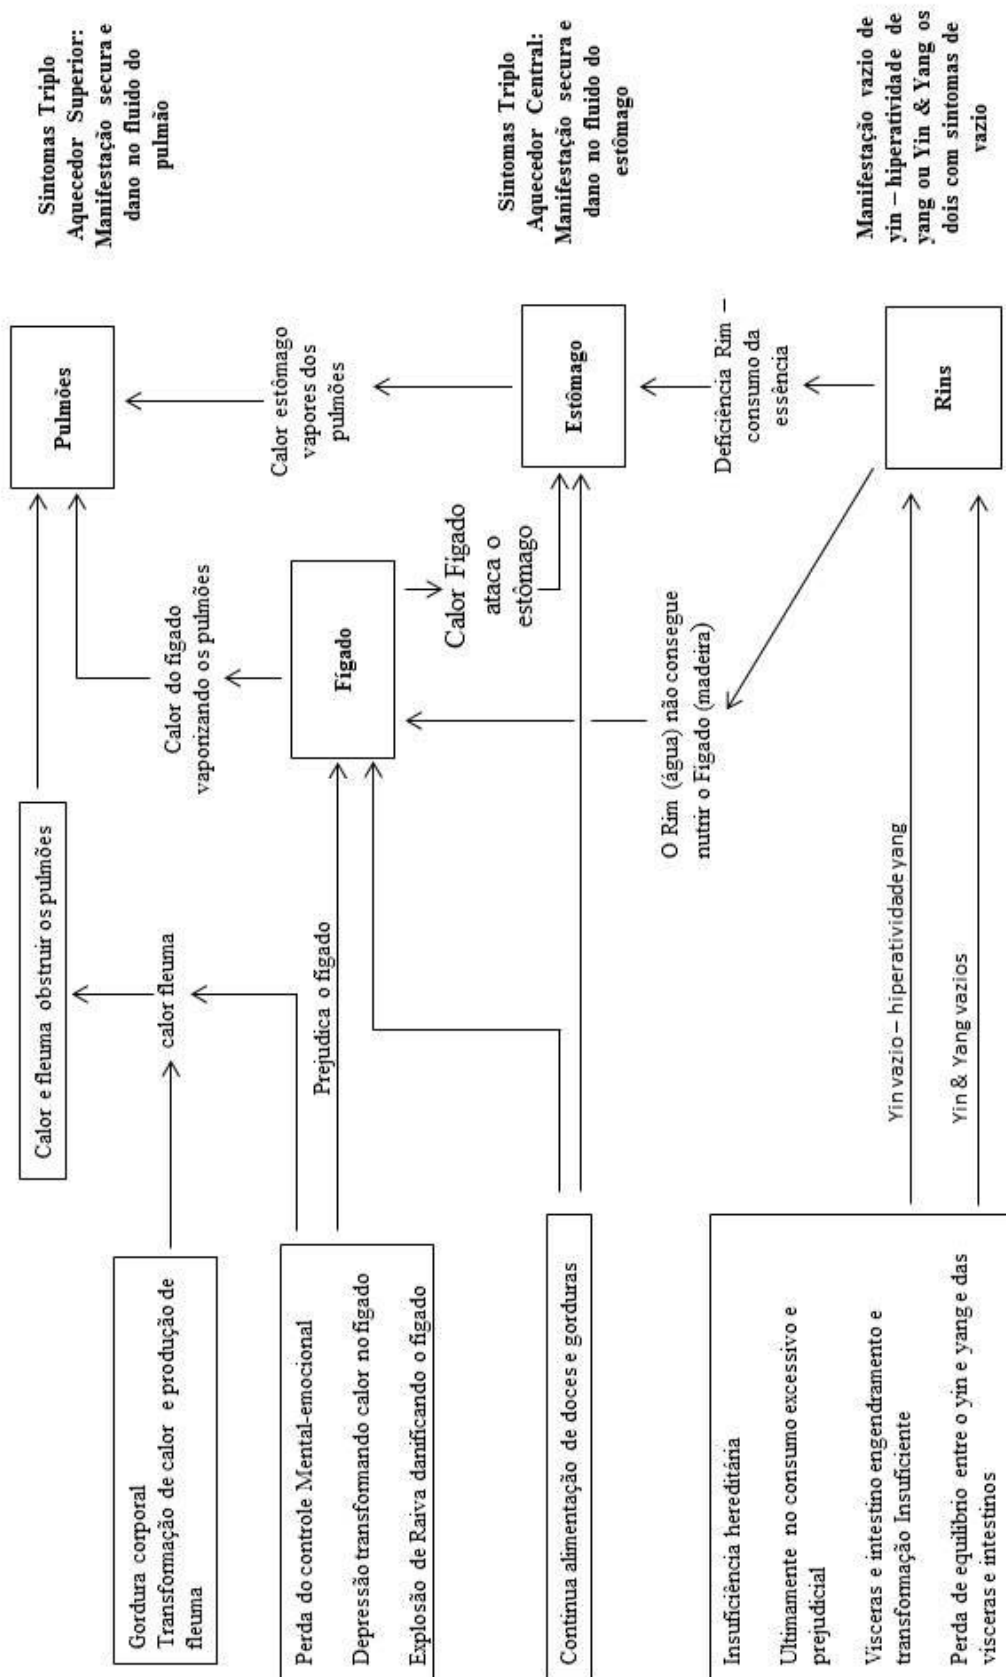 Gordura corporal
Transformação de calor e produção de
fleuma
Perda do controle Mental-emocional
Depressão transformando calor no fígado
Explosão de Raiva danificando o fígado
Continua alimentação de doces e gorduras
Insuficiência hereditária
Ultimamente no consumo excessivo e
prejudicial
Vísceras e intestino engendramento e
transformação Insuficiente
Perda de equilíbrio entre o yin e yang e das
vísceras e intestinos
Calor e fleuma obstruir os pulmões
calor fleuma
Prejudica o fígado
Yin vazio – hiperatividade yang
Yin & Yang vazios
Calor do fígado
vaporizando os pulmões
Fígado
Calor Fígado
ataca o
estômago
O Rim (água) não consegue
nutrir o Fígado (madeira)
Pulmões
Calor estômago
vapores dos
pulmões
Estômago
Deficiência Rim –
consumo da
essência
Rins
Sintomas Triplo
Aquecedor Superior:
Manifestação secura e
dano no fluido do
pulmão
Sintomas Triplo
Aquecedor Central:
Manifestação secura e
dano no fluido do
estômago
Manifestação vazio de
yin – hiperatividade de
yang ou Yin & Yang os
dois com sintomas de
vazio